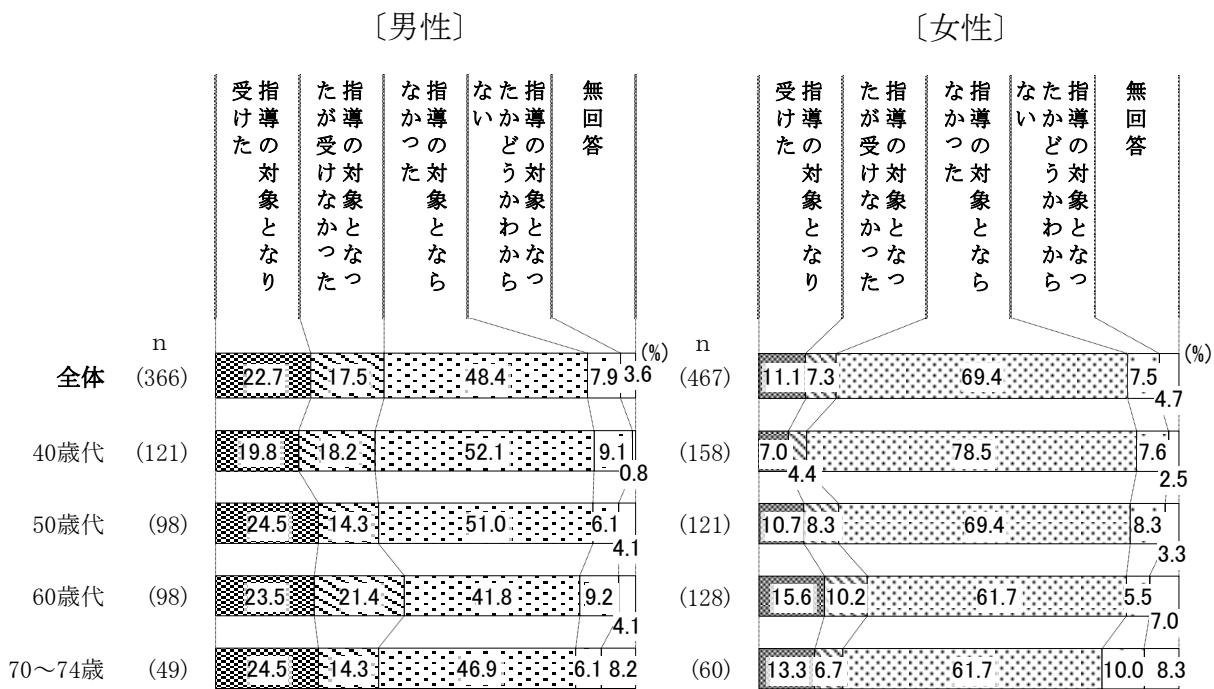 〔男性〕
〔女性〕
指導の対象となり
受けた
指導の対象となっ
たが受けなかった
指導の対象となら
なかった
指導の対象となっ
たかどうかわから
ない
無回答
指導の対象となり
受けた
指導の対象となっ
たが受けなかった
指導の対象となら
なかった
指導の対象となっ
たかどうかわから
ない
無回答
n (%) n (%)
全体 (366) 22.7 17.5 48.4 7.9 3.6 (467) 11.1 7.3 69.4 7.5 4.7
40歳代 (121) 19.8 18.2 52.1 9.1 0.8 (158) 7.0 4.4 78.5 7.6 2.5
50歳代 (98) 24.5 14.3 51.0 6.1 4.1 (121) 10.7 8.3 69.4 8.3 3.3
60歳代 (98) 23.5 21.4 41.8 9.2 4.1 (128) 15.6 10.2 61.7 5.5 7.0
70～74歳 (49) 24.5 14.3 46.9 6.1 8.2 (60) 13.3 6.7 61.7 10.0 8.3